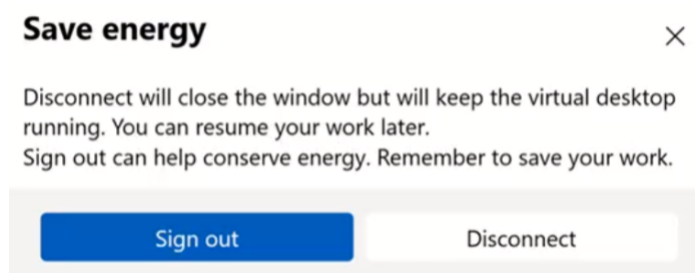 Save energy
Disconnect will close the window but will keep the virtual desktop
running. You can resume your work later.
Sign out can help conserve energy. Remember to save your work.
Sign out
Disconnect